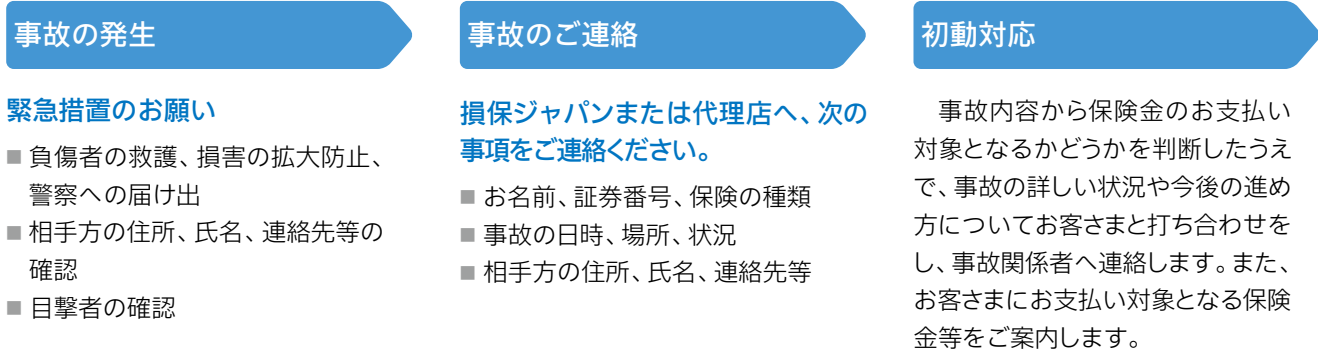 事故の発生
緊急措置のお願い
■ 負傷者の救護、損害の拡大防止、
警察への届け出
■ 相手方の住所、氏名、連絡先等の
確認
■ 目撃者の確認
事故のご連絡
損保ジャパンまたは代理店へ、次の
事項をご連絡ください。
■ お名前、証券番号、保険の種類
■ 事故の日時、場所、状況
■ 相手方の住所、氏名、連絡先等
初動対応
事故内容から保険金のお支払い
対象となるかどうかを判断したうえ
で、事故の詳しい状況や今後の進め
方についてお客さまと打ち合わせを
し、事故関係者へ連絡します。また、
お客さまにお支払い対象となる保険
金等をご案内します。